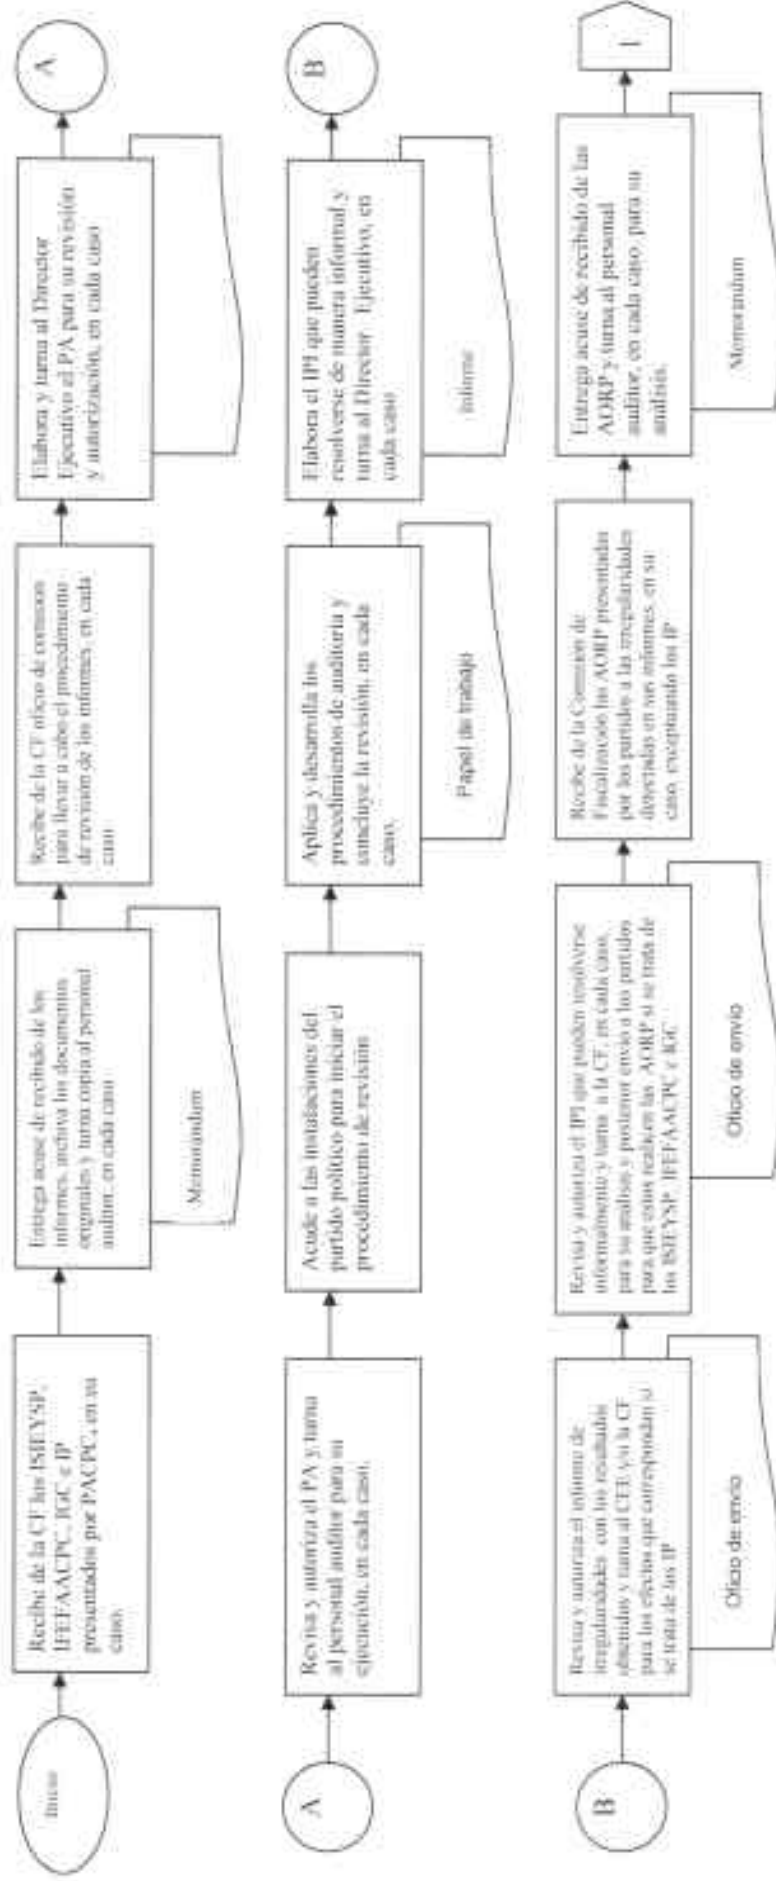 Inicio
Recibe de la CF los ISIEYSP,
IFEFAACPC, IGC e IP
presentados por PACPC, en su
caso.
Entrega acuse de recibido de los
informes, archiva los documentos
originales y turna copia al personal
auditor, en cada caso
Memorandum
Recibe de la CF oficio de comisión
para llevar a cabo el procedimiento
de revisión de los informes, en cada
caso
Elabora y turna al Director
Ejecutivo el PA para su revisión
y autorización, en cada caso
A
A
Revisa y autoriza el PA y turna
al personal auditor para su
ejecución, en cada caso.
Acude a las instalaciones del
partido político para iniciar el
procedimiento de revisión
Aplica y desarrolla los
procedimientos de auditoria y
concluye la revisión, en cada
caso.
Papel de trabajo
Elabora el IPI que pueden
resolverse de manera informal y
turna al Director Ejecutivo, en
cada caso
Informe
B
B
Revisa y autoriza el informe de
irregularidades con los resultados
obtenidos y turna al CEE y/o la CF
para los efectos que correspondan si
se trata de los IP
Oficio de envío
Revisa y autoriza el IPI que pueden resolverse
informalmente y turna a la CF, en cada caso,
para su análisis y posterior envío a los partidos
para que éstos realicen las AORP si se trata de
los ISIEYSP, IFEFAACPC e IGC
Oficio de envío
Recibe de la Comisión de
Fiscalización las AORP presentadas
por los partidos a las irregularidades
detectadas en sus informes, en su
caso, exceptuando los IP
Entrega acuse de recibido de las
AORP y turna al personal
auditor, en cada caso, para su
análisis.
Memorandum
1